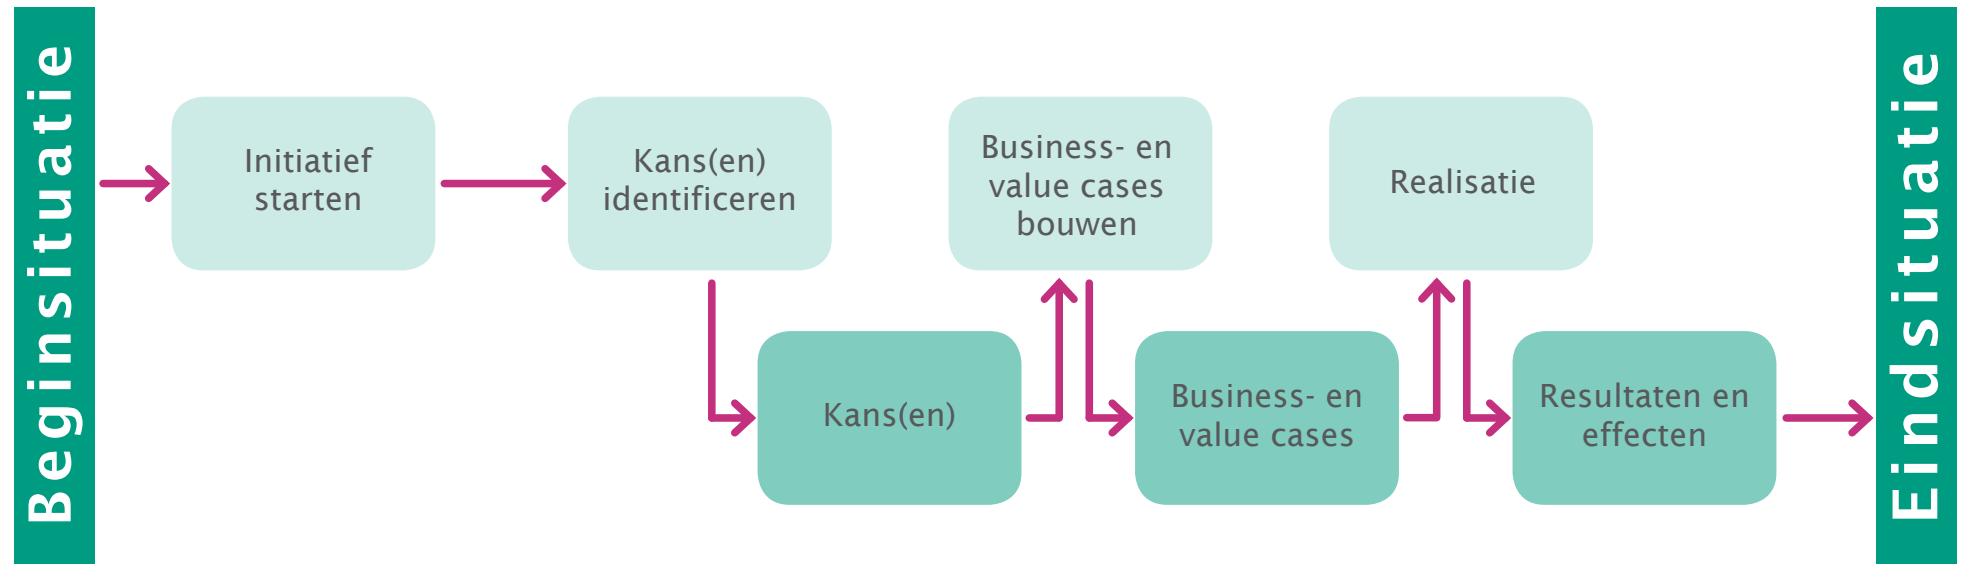 Beginsituatie
Initiatief
starten
Kans(en)
identificeren
Business- en
value cases
bouwen
Realisatie
Kans(en)
Business- en
value cases
Resultaten en
effecten
Eindsituatie